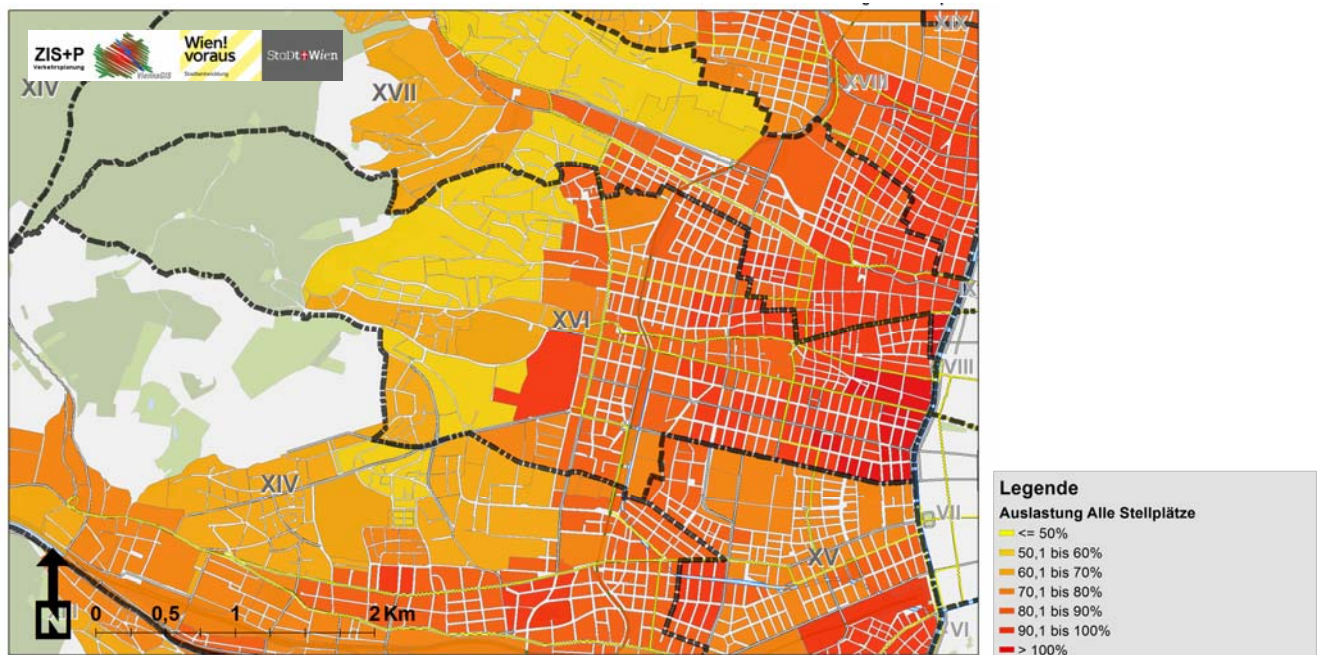 ZIS+P
Verkehrsplanung
ViennaGIS
Wien!
voraus
Stadtentwicklung
StaDt+Wien
XIV
XVII
XIX
XVIII
XVI
VIII
XIV
VII
XV
VI
N
0 0,5 1 2 Km
Legende
Auslastung Alle Stellplätze
<= 50%
50,1 bis 60%
60,1 bis 70%
70,1 bis 80%
80,1 bis 90%
90,1 bis 100%
> 100%